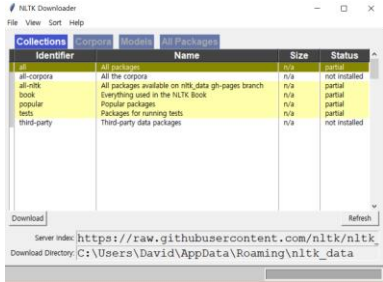 NLTK Downloader
File View Sort Help
Collections Corpora Models All Packages
Identifier Name Size Status
all All packages n/a partial
all-corpora All the corpora n/a not installed
all-nltk All packages available on nltk_data gh-pages branch n/a partial
book Everything used in the NLTK Book n/a partial
popular Popular packages n/a partial
tests Packages for running tests n/a partial
third-party Third-party data packages n/a not installed
Download Refresh
Server Index: https://raw.githubusercontent.com/nltk/nltk_
Download Directory: C:\Users\David\AppData\Roaming\nltk_data